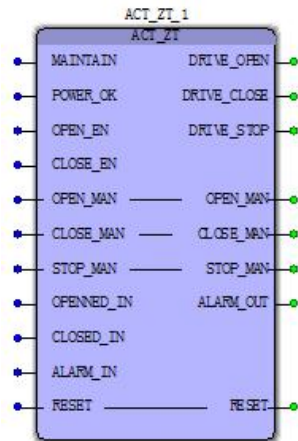 ACT_ZT_1
ACT_ZT
MAINTAIN DRIVE_OPEN
POWER_OK DRIVE_CLOSE
OPEN_EN DRIVE_STOP
CLOSE_EN
OPEN_MAN OPEN_MAN
CLOSE_MAN CLOSE_MAN
STOP_MAN STOP_MAN
OPENNED_IN ALARM_OUT
CLOSED_IN
ALARM_IN
RESET RESET